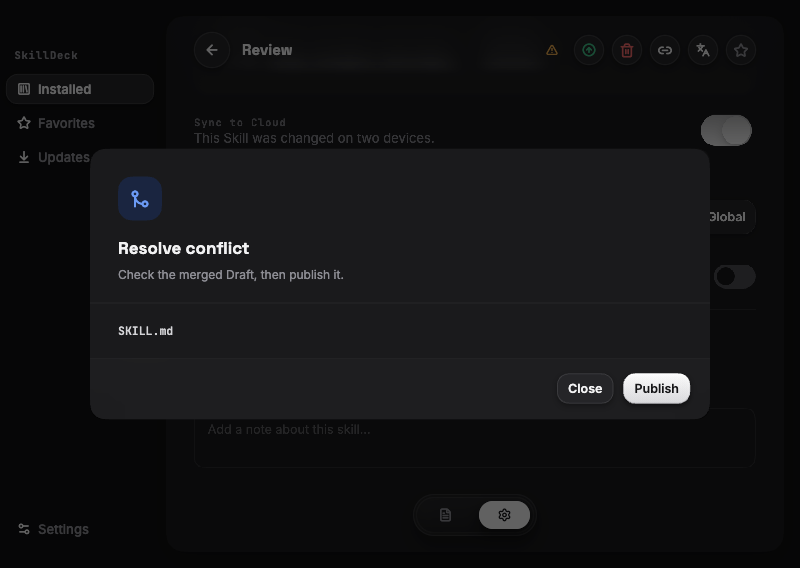 SkillDeck
Installed
Favorites
Updates
Settings
Review
Sync to Cloud
This Skill was changed on two devices.
Global
Resolve conflict
Check the merged Draft, then publish it.
SKILL.md
Close
Publish
Add a note about this skill...